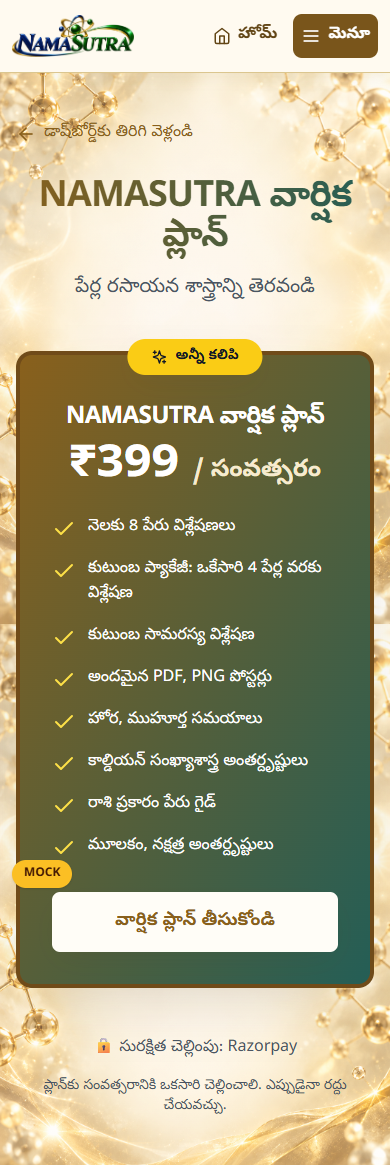 NAMASUTRA
హోమ్
మెనూ
డాష్‌బోర్డ్‌కు తిరిగి వెళ్లండి
NAMASUTRA వార్షిక
ప్లాన్
పేర్ల రసాయన శాస్త్రాన్ని తెరవండి
అన్నీ కలిపి
NAMASUTRA వార్షిక ప్లాన్
₹399 / సంవత్సరం
నెలకు 8 పేరు విశ్లేషణలు
కుటుంబ ప్యాకేజీ: ఒకేసారి 4 పేర్ల వరకు
విశ్లేషణ
కుటుంబ సామరస్య విశ్లేషణ
అందమైన PDF, PNG పోస్టర్లు
హోర, ముహూర్త సమయాలు
కాల్డియన్ సంఖ్యాశాస్త్ర అంతర్దృష్టులు
రాశి ప్రకారం పేరు గైడ్
మూలకం, నక్షత్ర అంతర్దృష్టులు
MOCK
వార్షిక ప్లాన్ తీసుకోండి
సురక్షిత చెల్లింపు: Razorpay
ప్లాన్‌కు సంవత్సరానికి ఒకసారి చెల్లించాలి. ఎప్పుడైనా రద్దు
చేయవచ్చు.